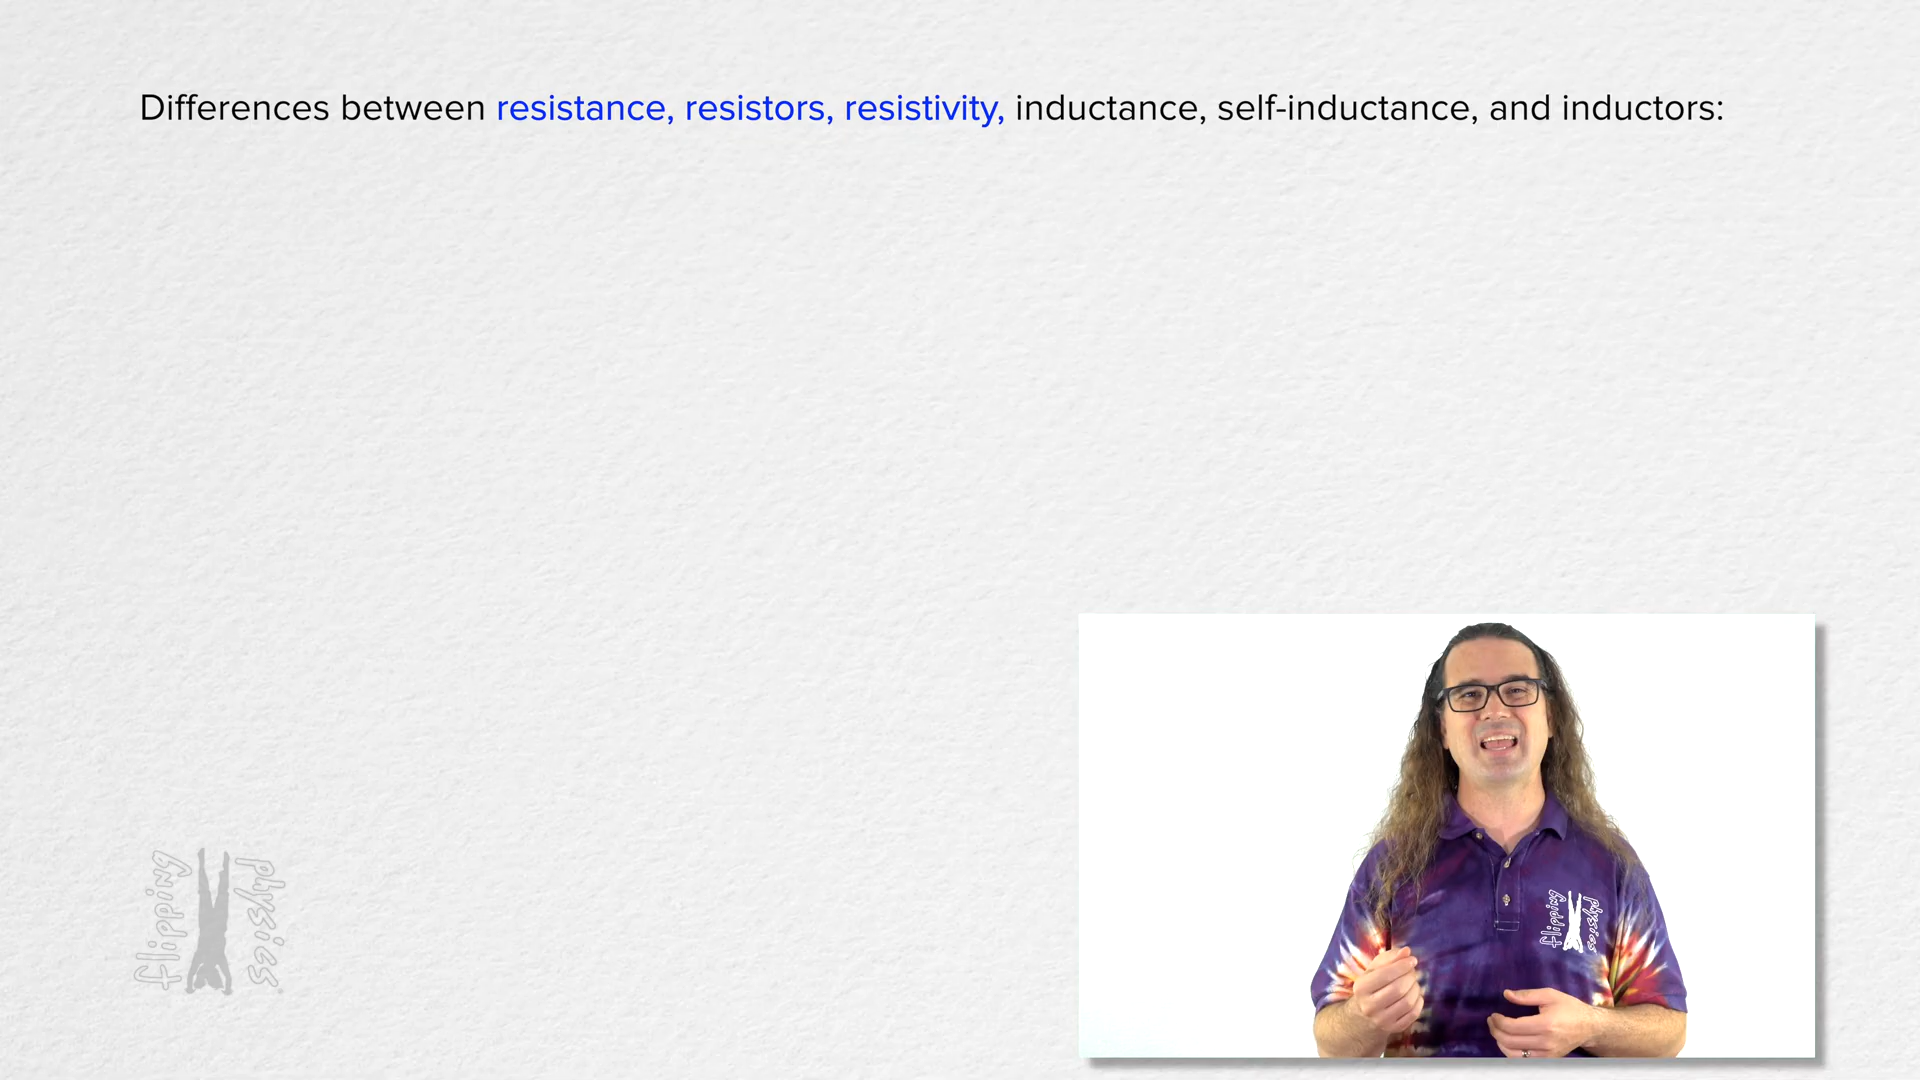 Differences between resistance, resistors, resistivity, inductance, self-inductance, and inductors:
flipping physics
flipping physics